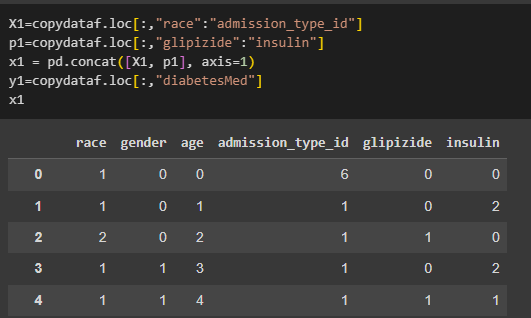 X1=copydataf.loc[:,"race":"admission_type_id"]
p1=copydataf.loc[:,"glipizide":"insulin"]
x1 = pd.concat([X1, p1], axis=1)
y1=copydataf.loc[:,"diabetesMed"]
x1
race gender age admission_type_id glipizide insulin
0 1 0 0 6 0 0
1 1 0 1 1 0 2
2 2 0 2 1 1 0
3 1 1 3 1 0 2
4 1 1 4 1 1 1